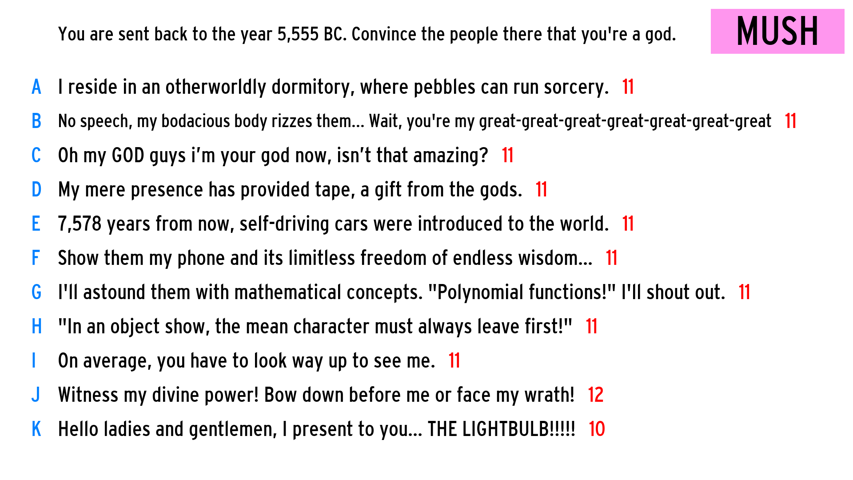 You are sent back to the year 5,555 BC. Convince the people there that you're a god.
MUSH
A I reside in an otherworldly dormitory, where pebbles can run sorcery. 11
B No speech, my bodacious body rizzes them... Wait, you're my great-great-great-great-great-great-great 11
C Oh my GOD guys i’m your god now, isn’t that amazing? 11
D My mere presence has provided tape, a gift from the gods. 11
E 7,578 years from now, self-driving cars were introduced to the world. 11
F Show them my phone and its limitless freedom of endless wisdom... 11
G I'll astound them with mathematical concepts. "Polynomial functions!" I'll shout out. 11
H "In an object show, the mean character must always leave first!" 11
I On average, you have to look way up to see me. 11
J Witness my divine power! Bow down before me or face my wrath! 12
K Hello ladies and gentlemen, I present to you... THE LIGHTBULB!!!!! 10